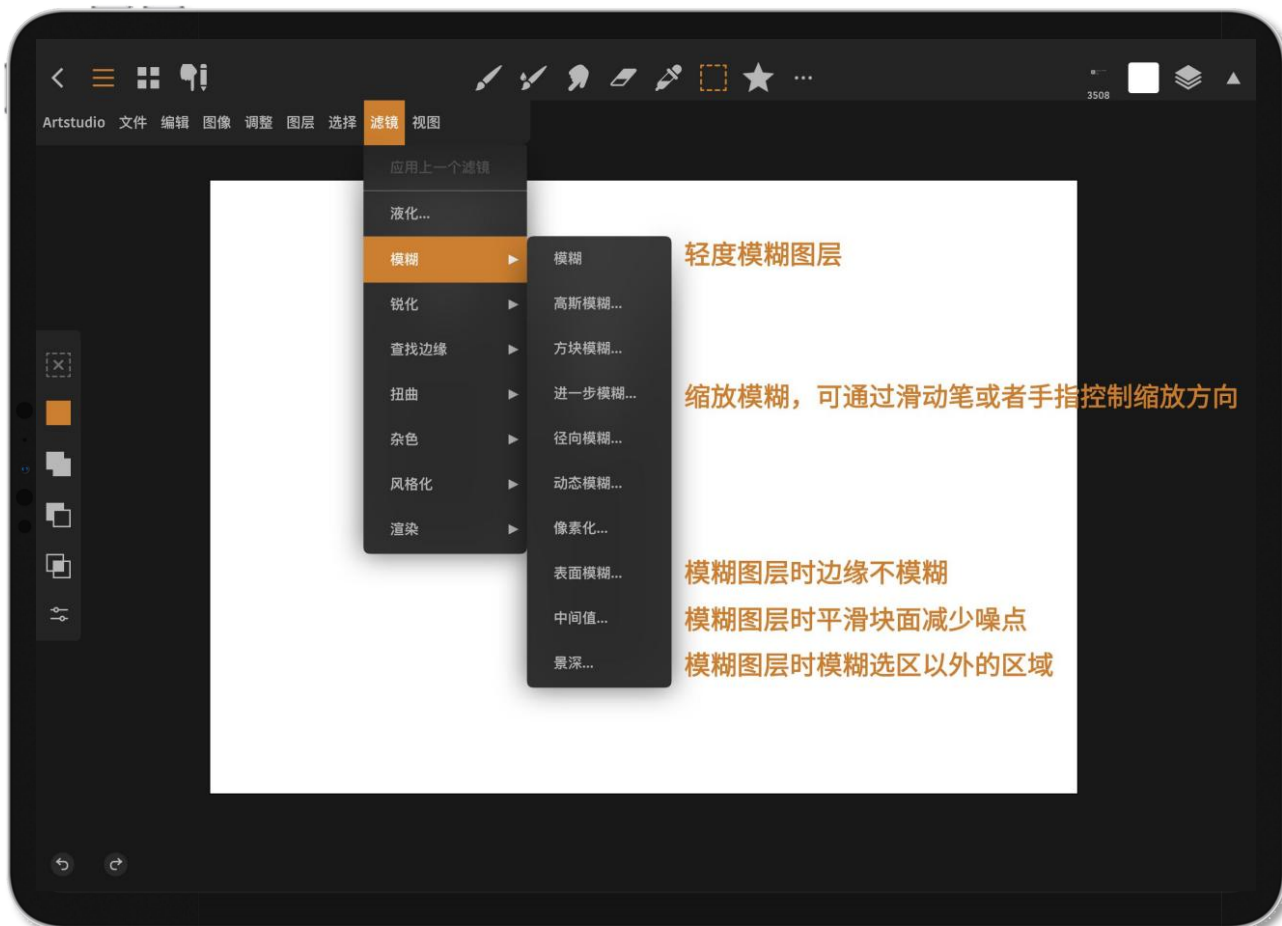 3508
Artstudio 文件 编辑 图像 调整 图层 选择 滤镜 视图
应用上一个滤镜
液化...
模糊
锐化
查找边缘
扭曲
杂色
风格化
渲染
模糊 轻度模糊图层
高斯模糊...
方块模糊...
进一步模糊... 缩放模糊，可通过滑动笔或者手指控制缩放方向
径向模糊...
动态模糊...
像素化...
表面模糊... 模糊图层时边缘不模糊
中间值... 模糊图层时平滑块面减少噪点
景深... 模糊图层时模糊选区以外的区域